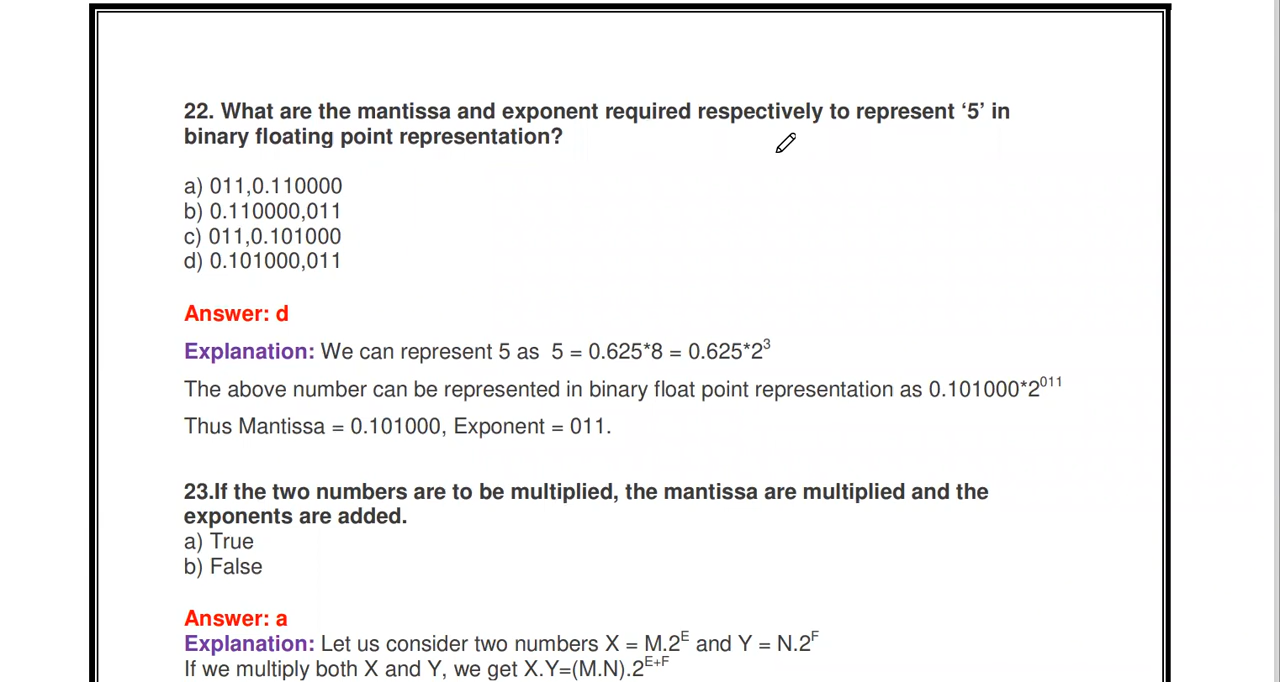 22. What are the mantissa and exponent required respectively to represent ‘5’ in
binary floating point representation?
a) 011,0.110000
b) 0.110000,011
c) 011,0.101000
d) 0.101000,011
Answer: d
Explanation: We can represent 5 as 5 = 0.625*8 = 0.625*2³
The above number can be represented in binary float point representation as 0.101000*2⁰¹¹
Thus Mantissa = 0.101000, Exponent = 011.
23.If the two numbers are to be multiplied, the mantissa are multiplied and the
exponents are added.
a) True
b) False
Answer: a
Explanation: Let us consider two numbers X = M.2^E and Y = N.2^F
If we multiply both X and Y, we get X.Y=(M.N).2^E+F